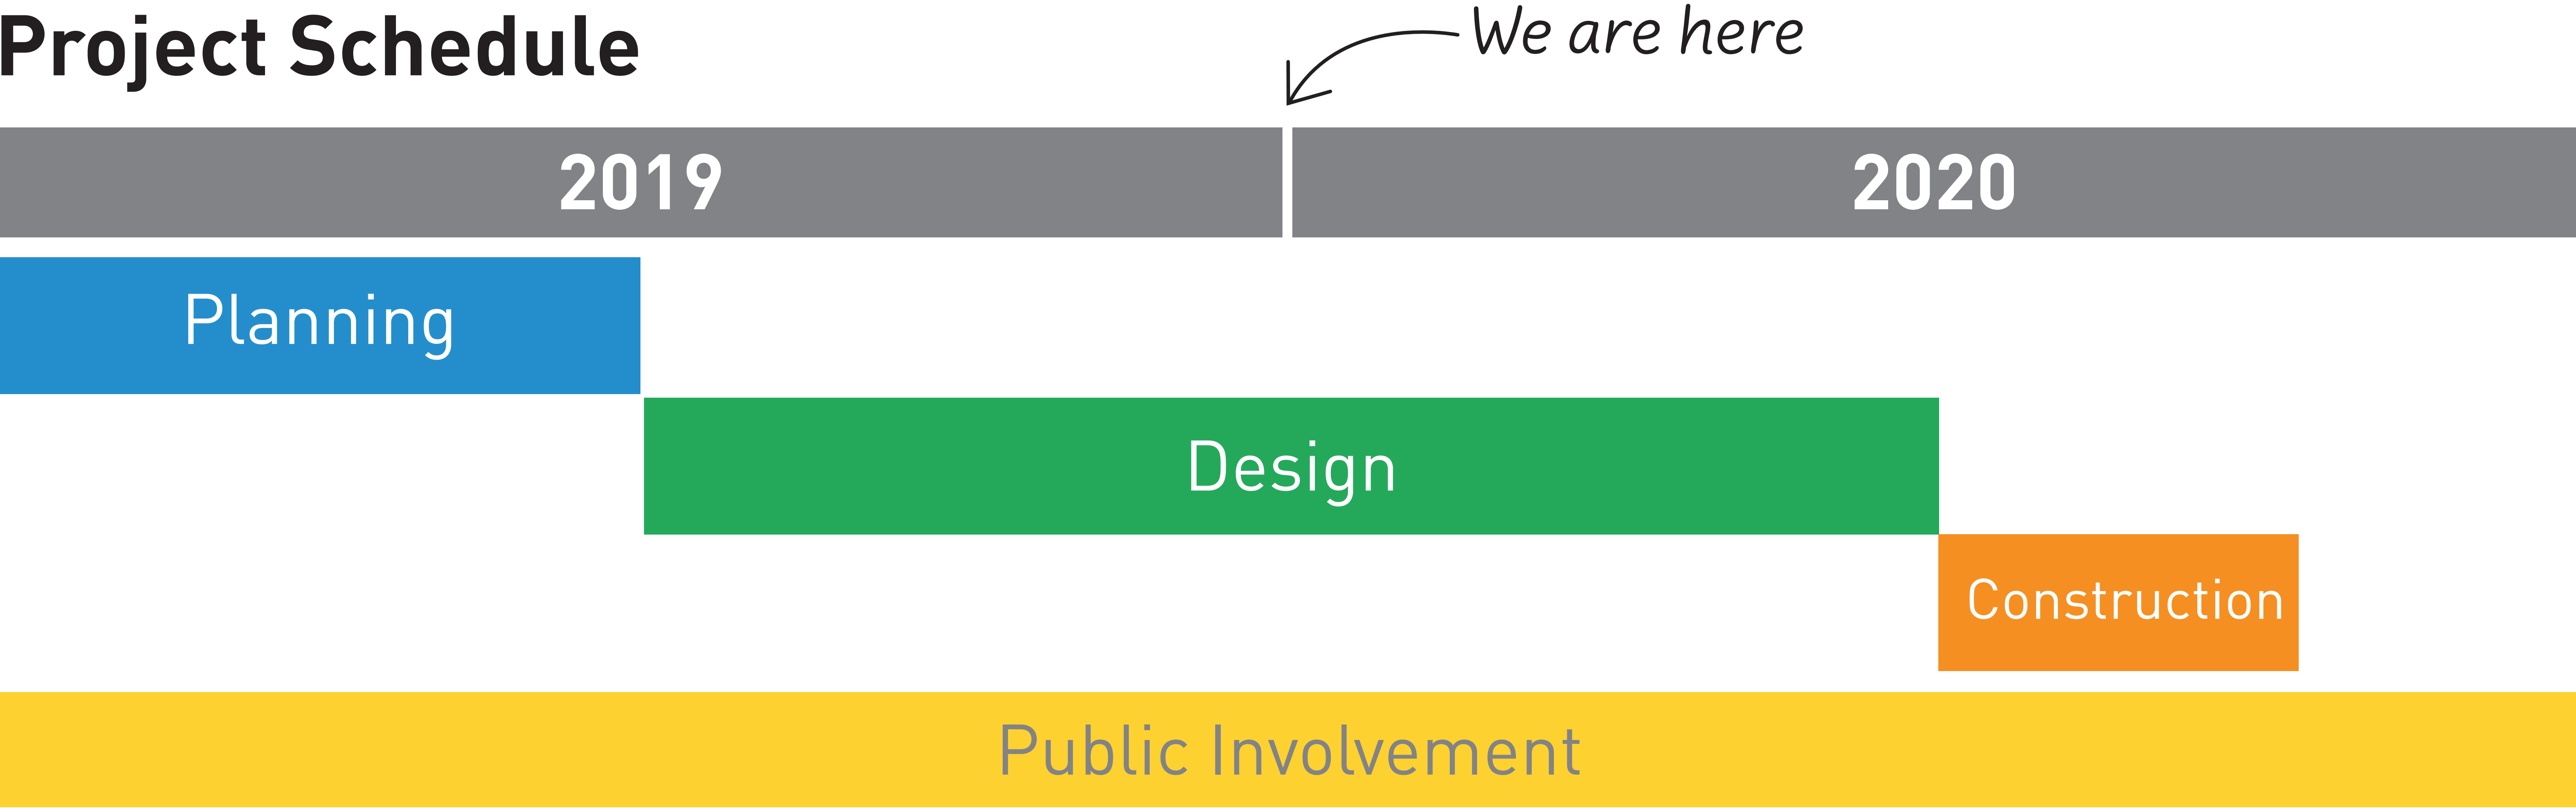 Project Schedule
We are here
2019
2020
Planning
Design
Construction
Public Involvement